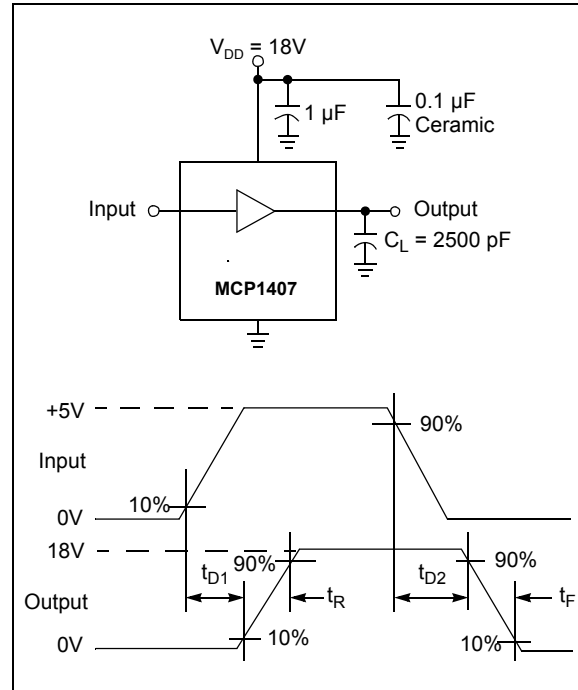 V_DD = 18V
1 µF
0.1 µF
Ceramic
Input
Output
C_L = 2500 pF
MCP1407
+5V
90%
Input
10%
0V
18V
t_D1
90%
t_R
t_D2
90%
t_F
Output
10%
10%
0V